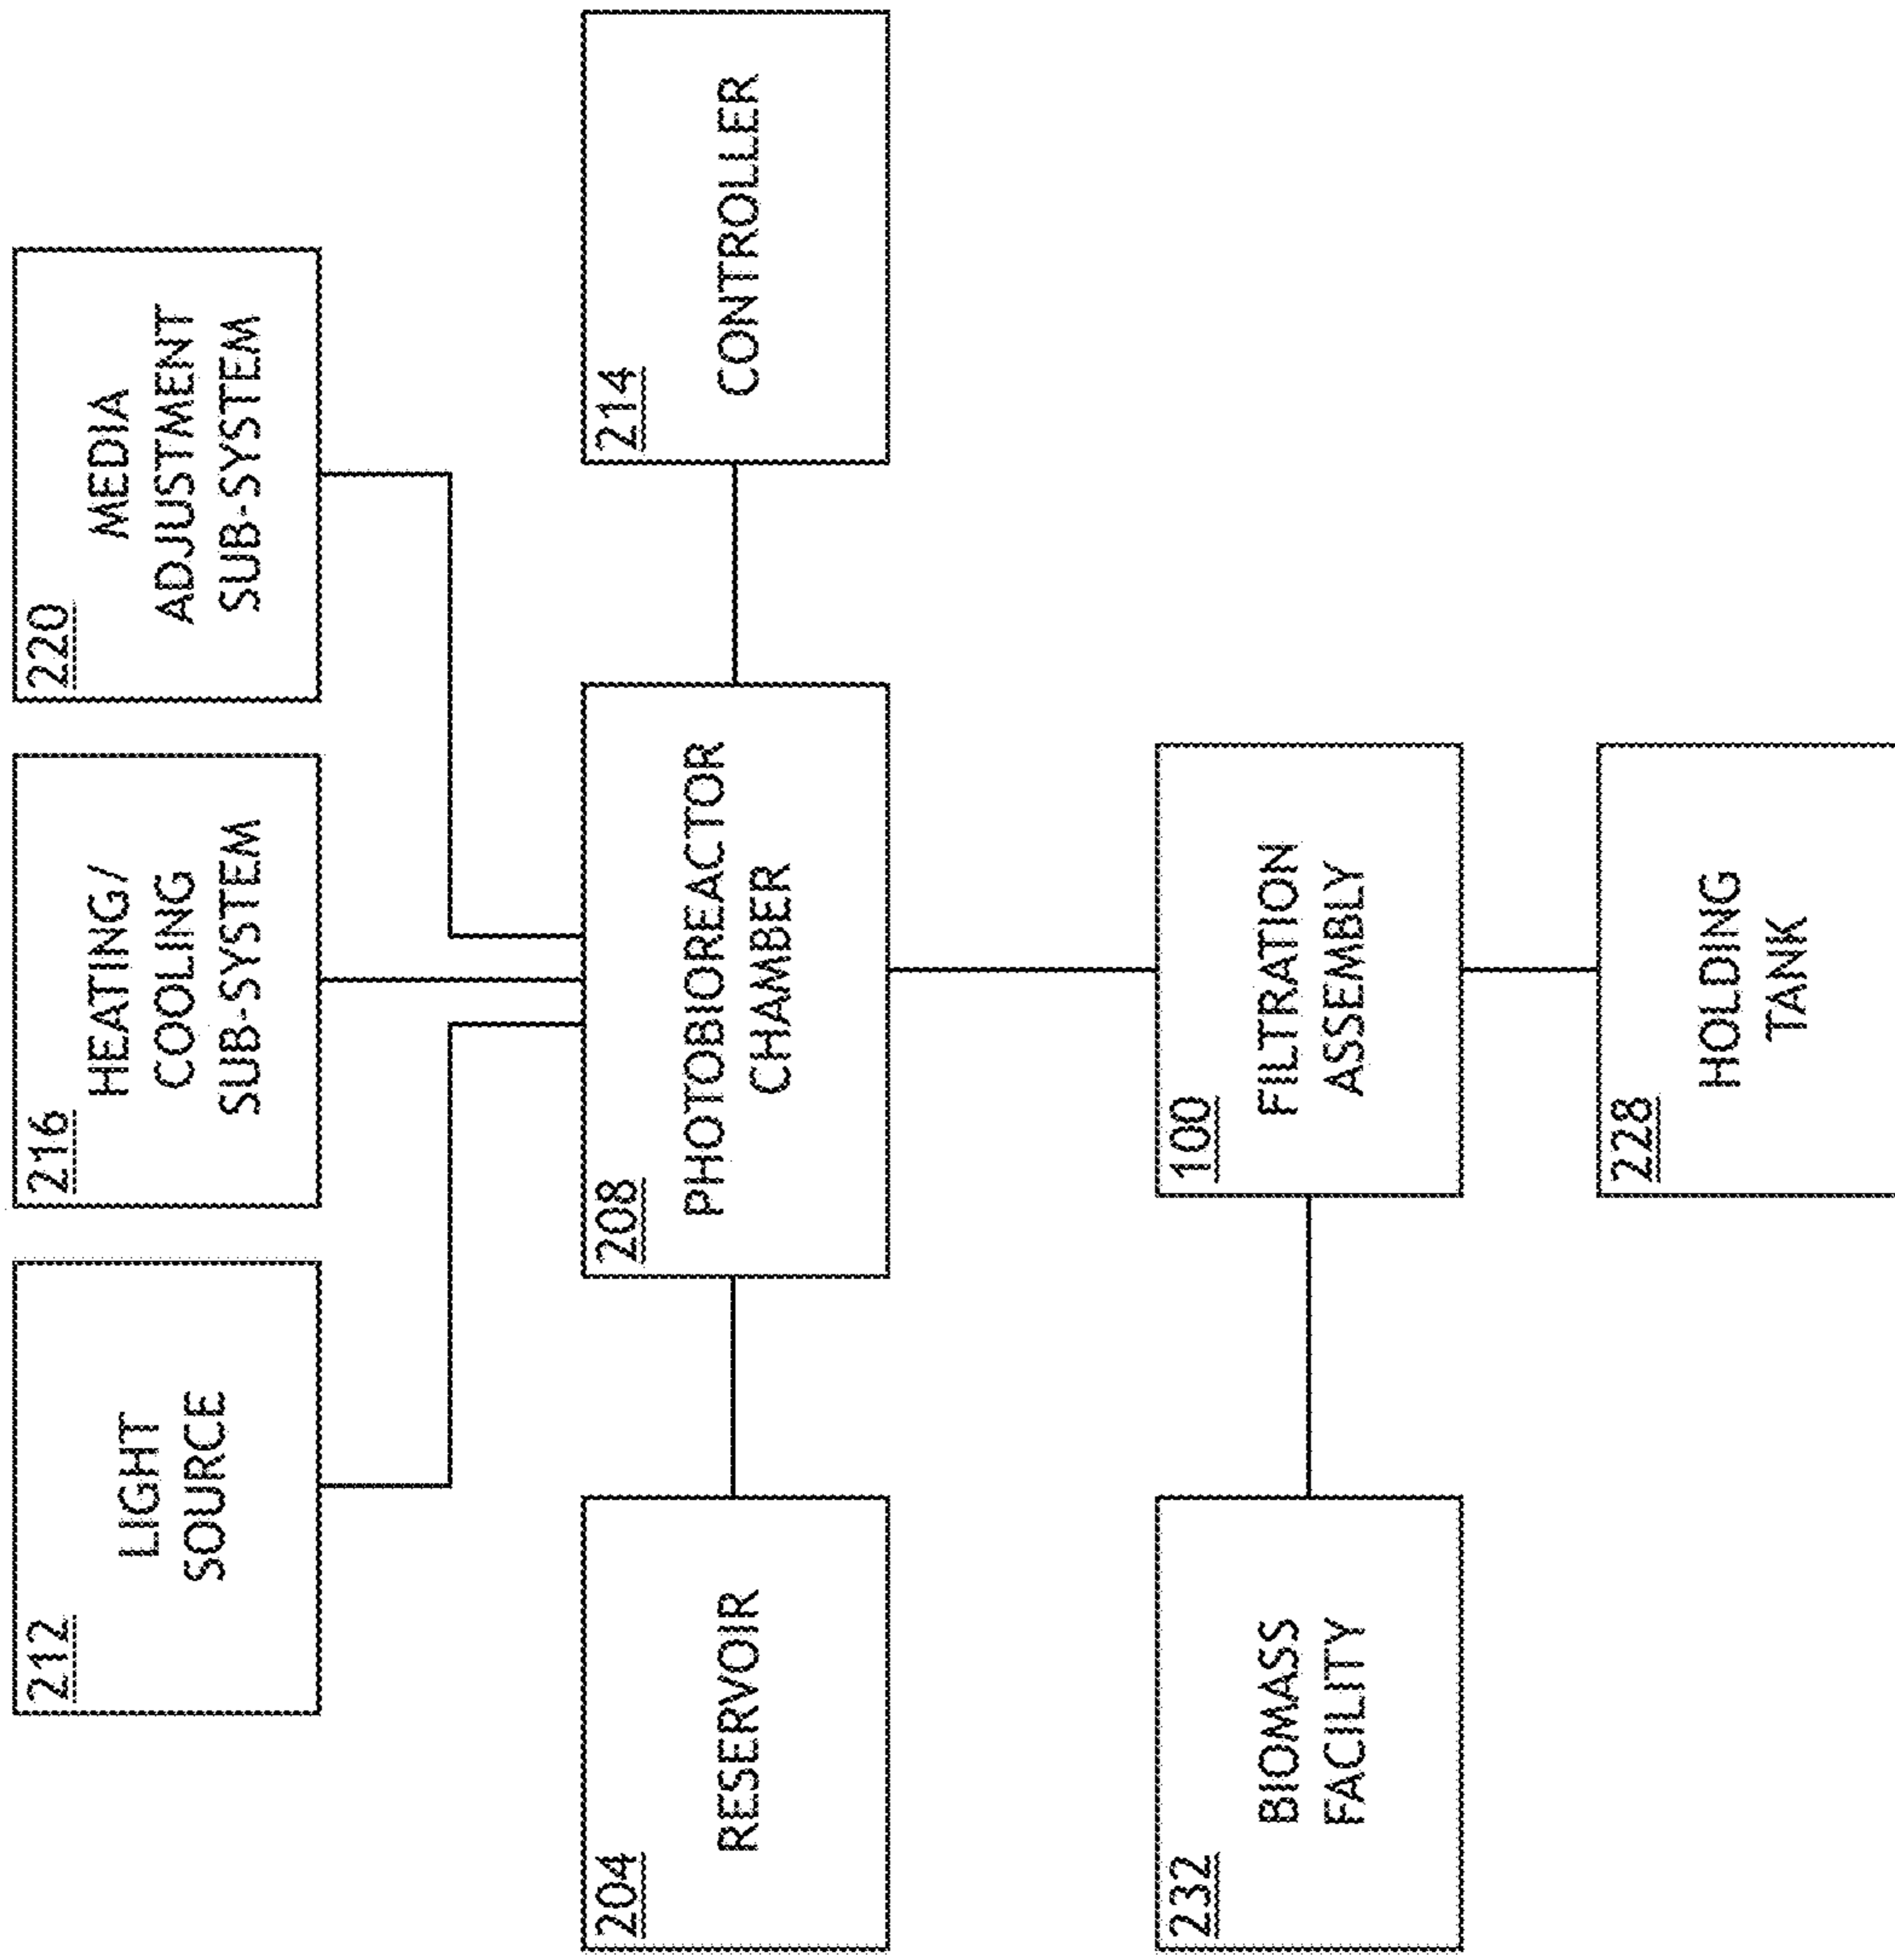 212
LIGHT
SOURCE
216
HEATING/
COOLING
SUB-SYSTEM
220
MEDIA
ADJUSTMENT
SUB-SYSTEM
204
RESERVOIR
208
PHOTOBIOREACTOR
CHAMBER
214
CONTROLLER
232
BIOMASS
FACILITY
100
FILTRATION
ASSEMBLY
228
HOLDING
TANK